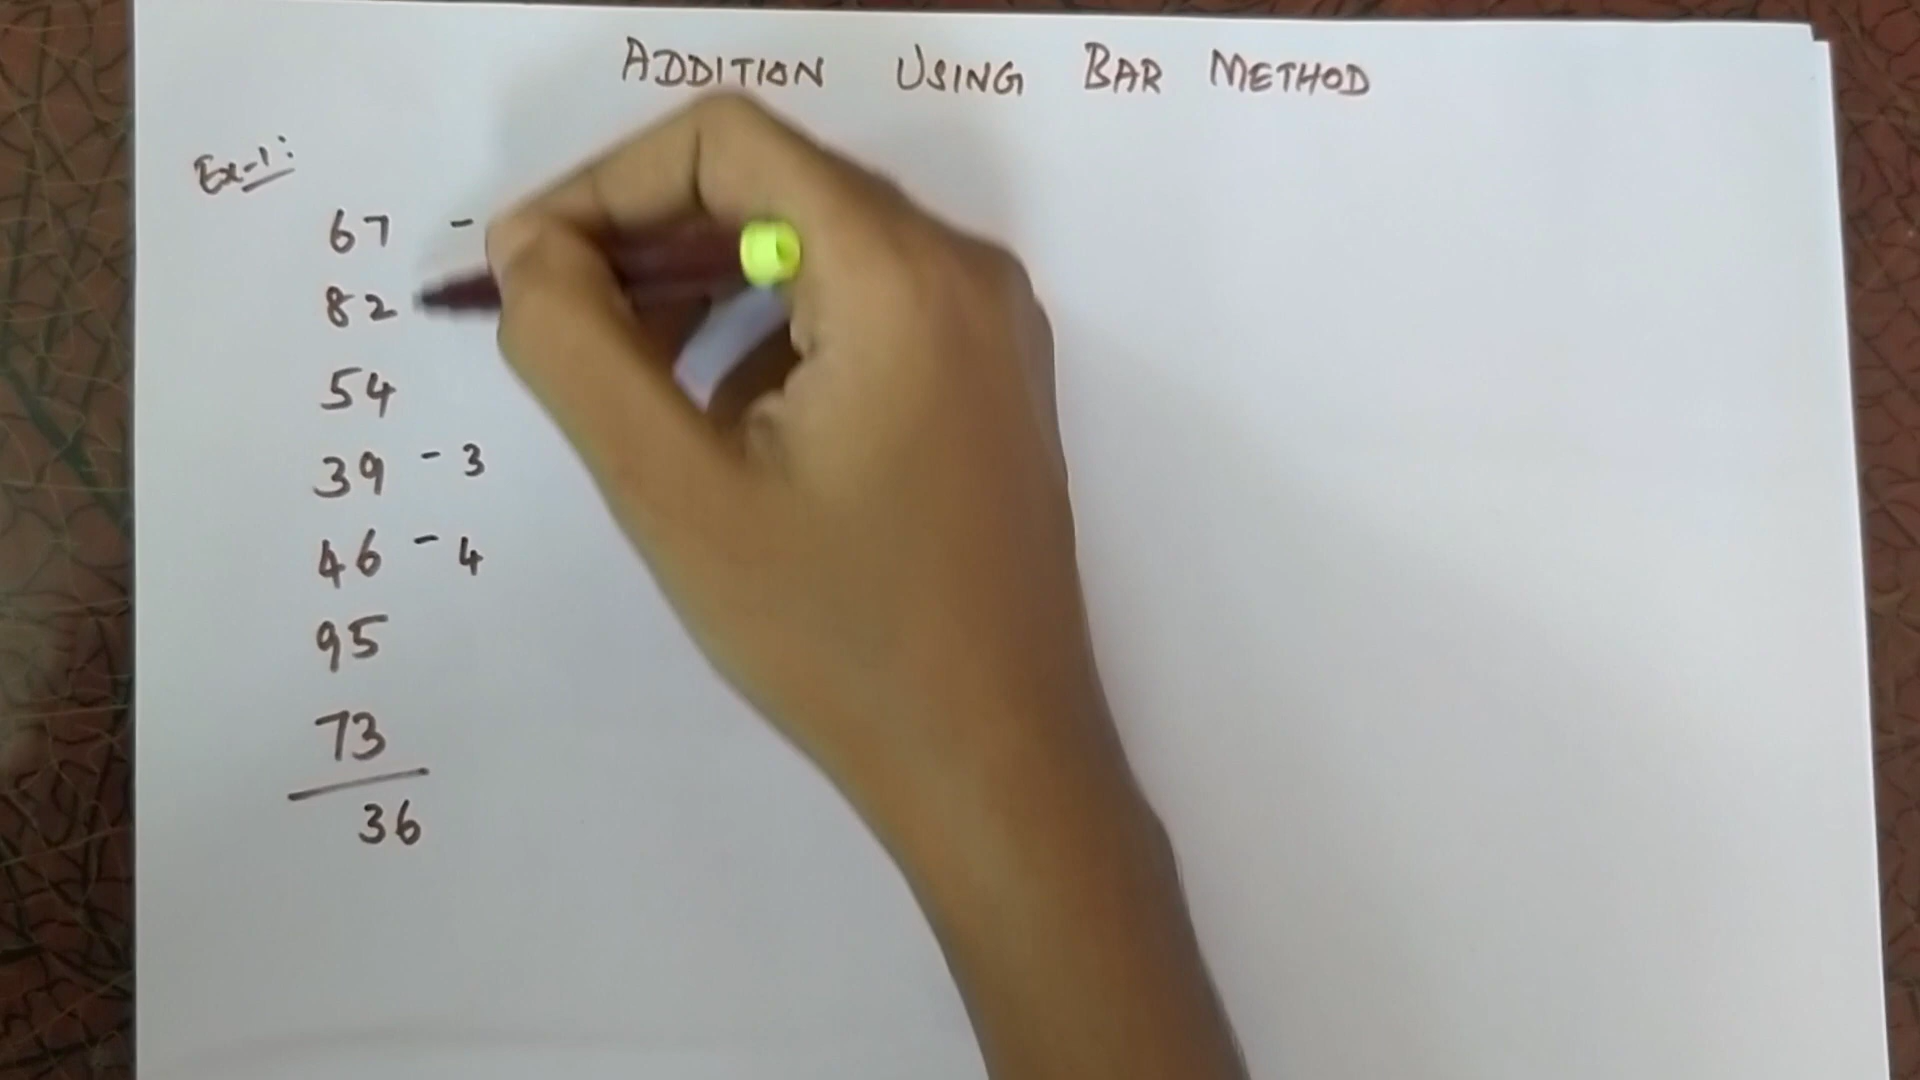 ADDITION USING BAR METHOD
Ex-1:
67 -
82
54
39 - 3
46 - 4
95
73
36